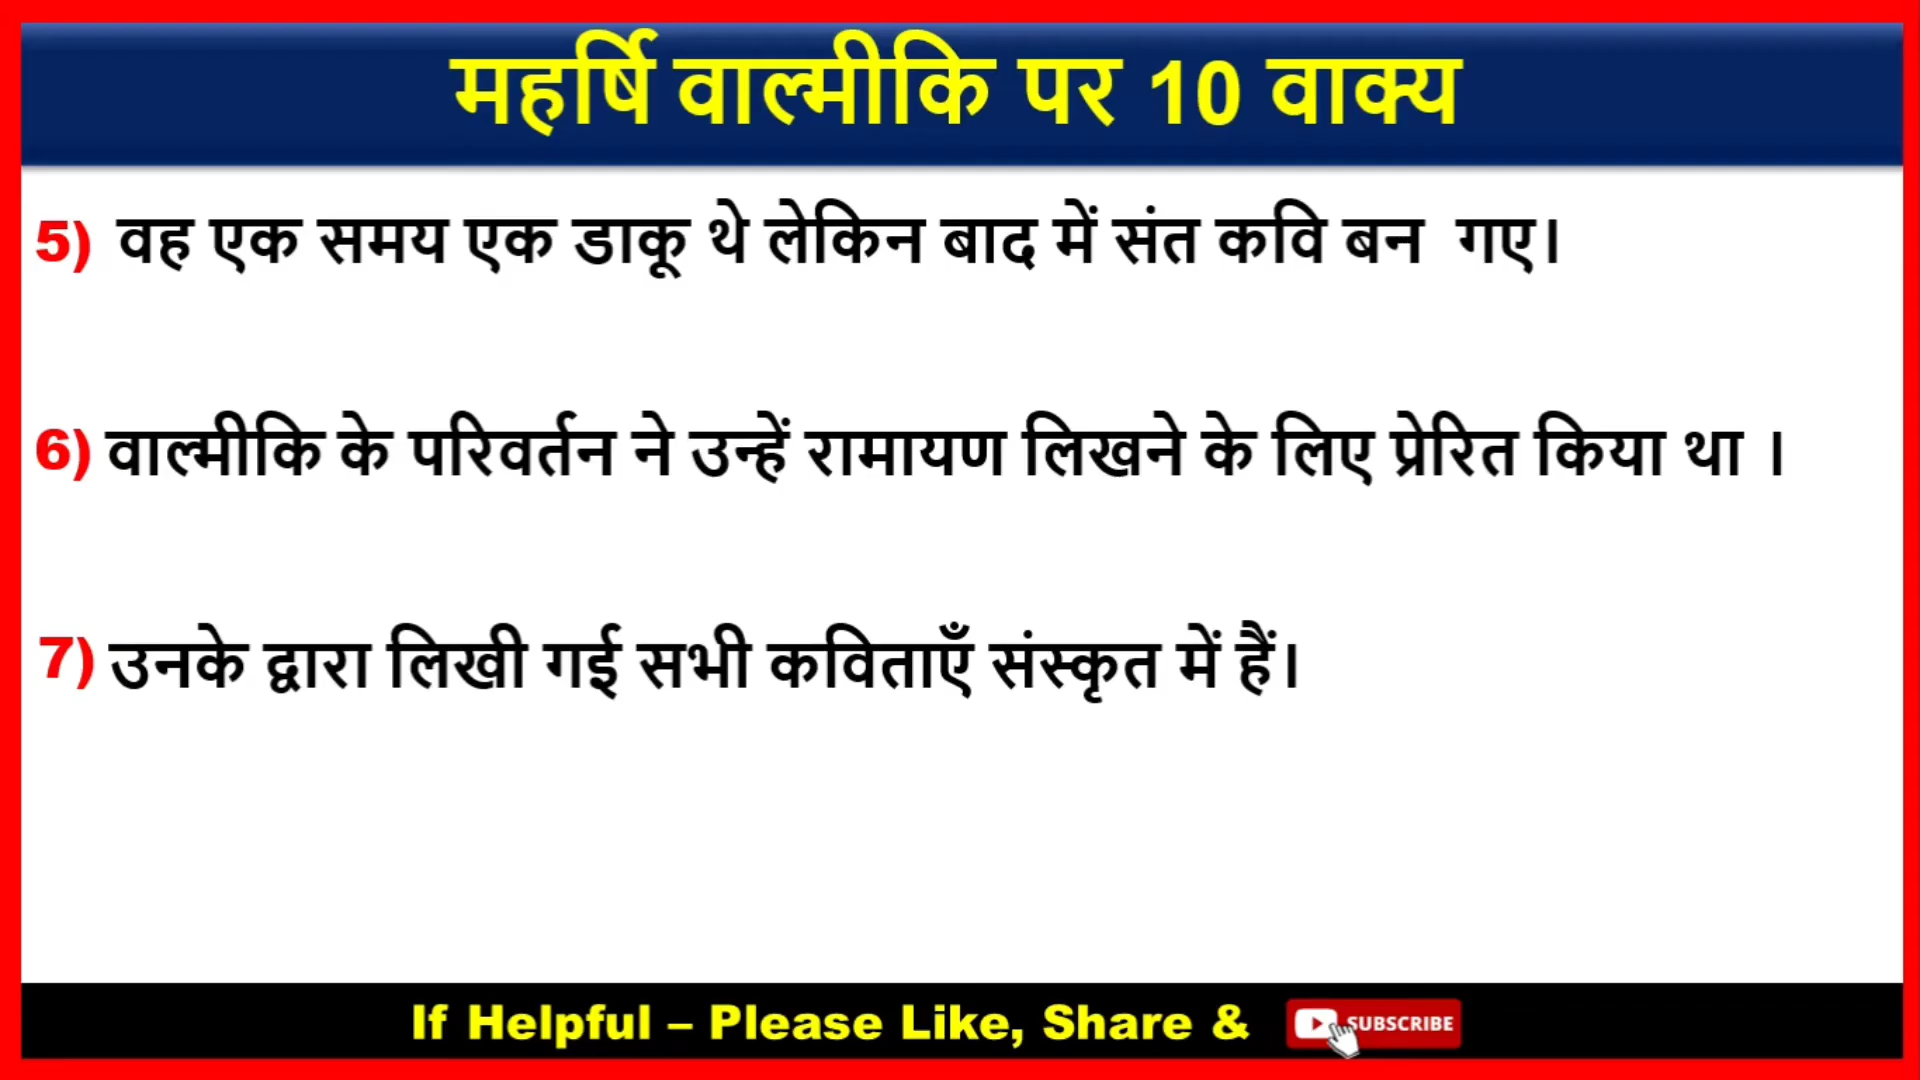 महर्षि वाल्मीकि पर 10 वाक्य
5) वह एक समय एक डाकू थे लेकिन बाद में संत कवि बन गए।
6) वाल्मीकि के परिवर्तन ने उन्हें रामायण लिखने के लिए प्रेरित किया था ।
7) उनके द्वारा लिखी गई सभी कविताएँ संस्कृत में हैं।
If Helpful – Please Like, Share & SUBSCRIBE